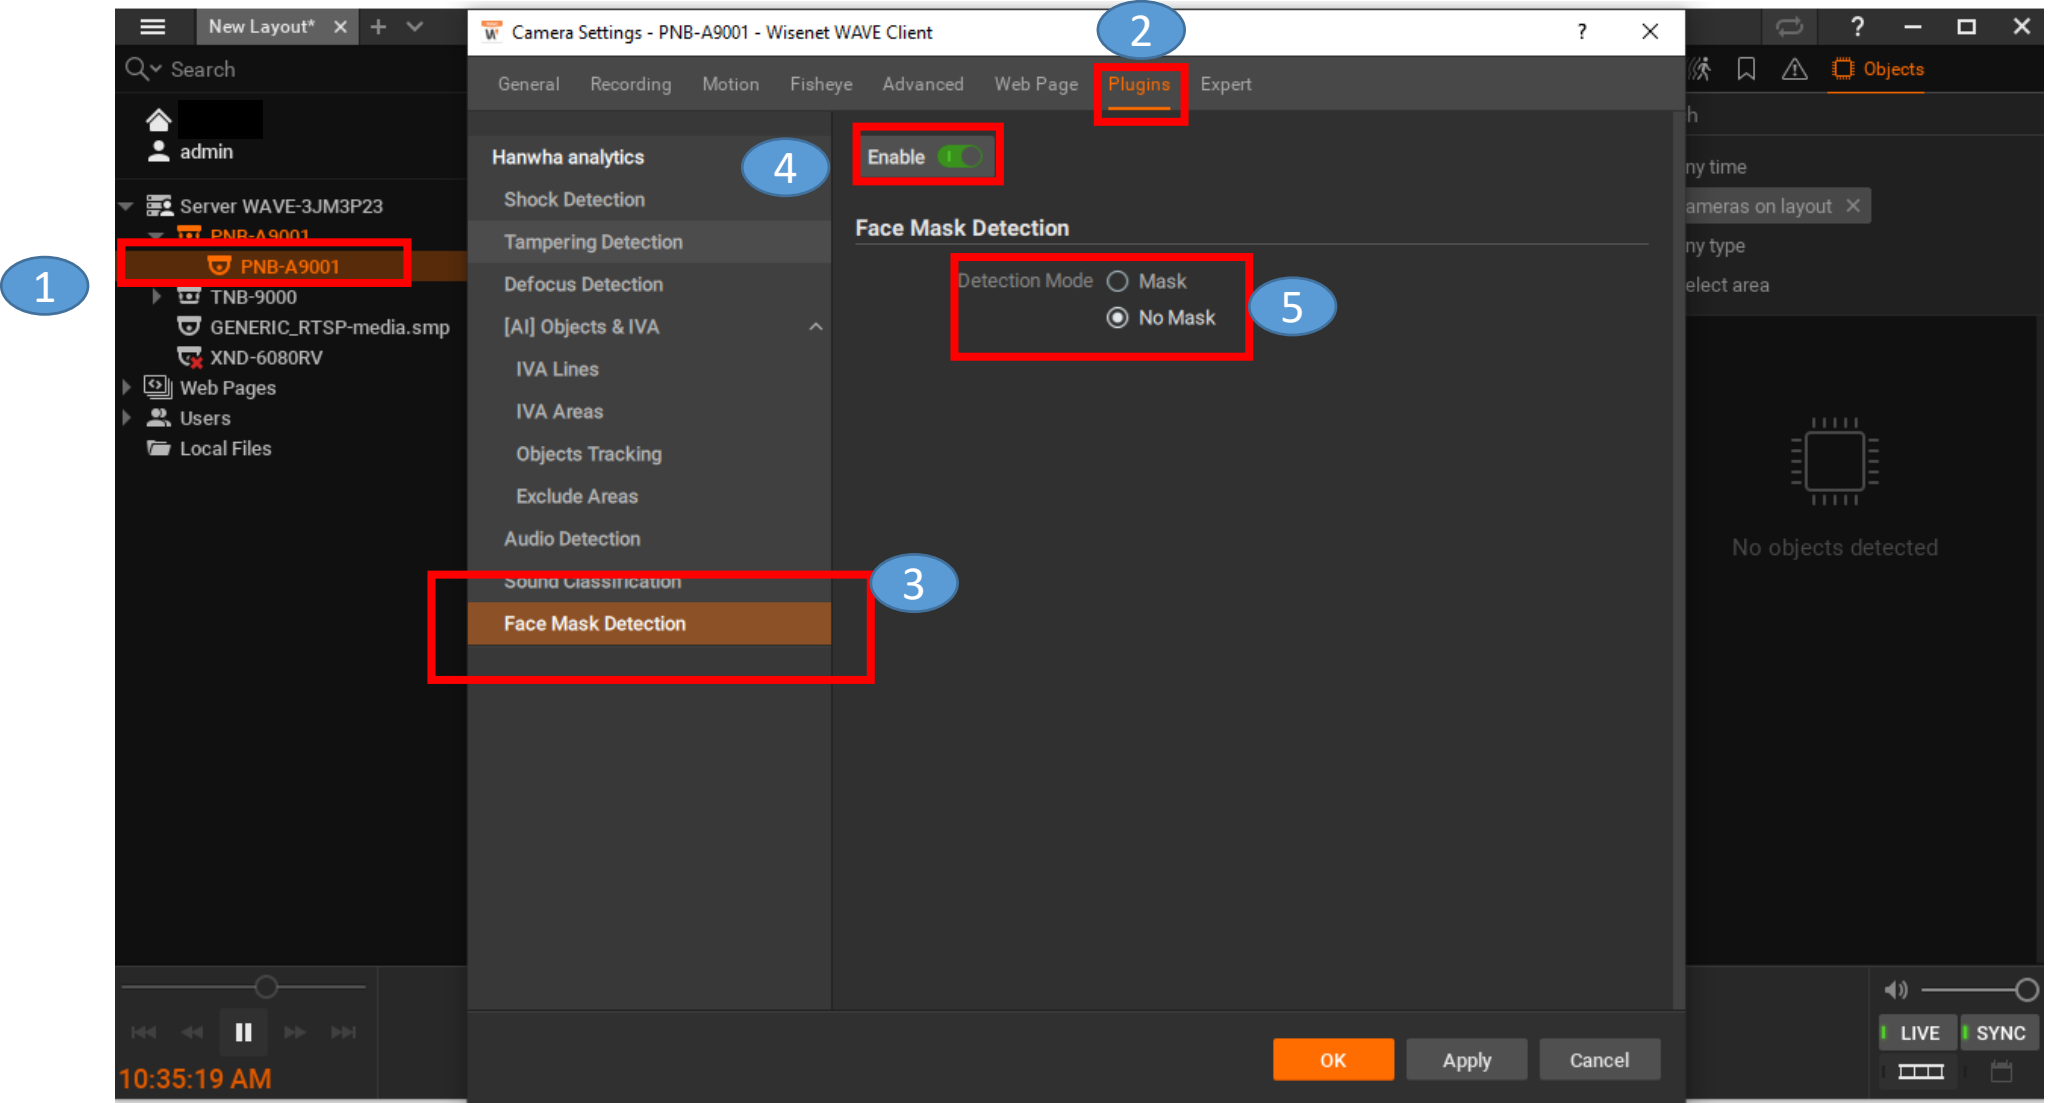 New Layout*
Search
admin
Server WAVE-3JM3P23
PNB-A9001
PNB-A9001
TNB-9000
GENERIC_RTSP-media.smp
XND-6080RV
Web Pages
Users
Local Files
1
10:35:19 AM
W Camera Settings - PNB-A9001 - Wisenet WAVE Client
?
2
General Recording Motion Fisheye Advanced Web Page Plugins Expert
Hanwha analytics
Shock Detection
Tampering Detection
Defocus Detection
[AI] Objects & IVA
IVA Lines
IVA Areas
Objects Tracking
Exclude Areas
Audio Detection
Sound Classification
Face Mask Detection
3
4
Enable
Face Mask Detection
Detection Mode Mask
No Mask
5
OK Apply Cancel
?
Objects
h
ny time
ameras on layout
ny type
elect area
No objects detected
LIVE SYNC